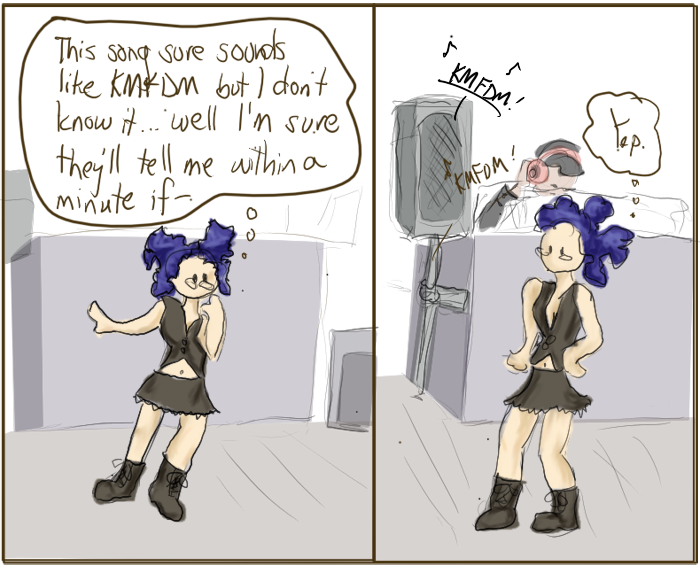 This song sure sounds
like KMFDM but I don't
know it... well I'm sure
they'll tell me within a
minute if-
KMFDM!
KMFDM!
Yep.